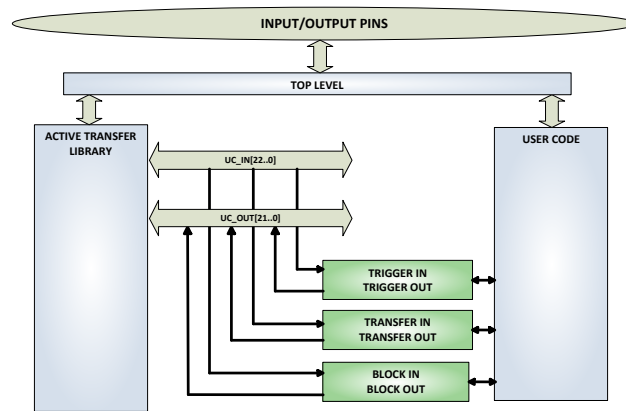 INPUT/OUTPUT PINS
TOP LEVEL
ACTIVE TRANSFER
LIBRARY
USER CODE
UC_IN[22..0]
UC_OUT[21..0]
TRIGGER IN
TRIGGER OUT
TRANSFER IN
TRANSFER OUT
BLOCK IN
BLOCK OUT